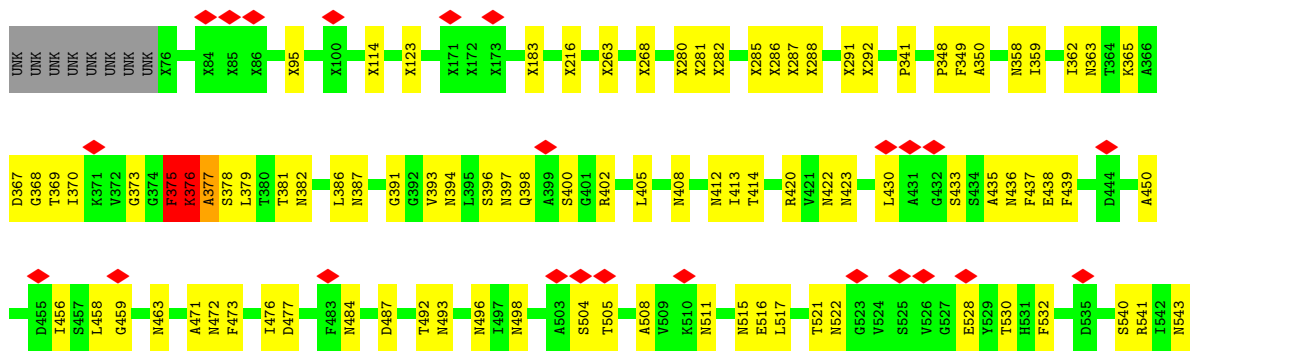 UNK UNK UNK UNK UNK UNK UNK UNK X76 X84 X85 X86 X95 X100 X114 X123 X171 X172 X173 X183 X216 X263 X268 X280 X281 X282 X285 X286 X287 X288 X291 X292 P341 P348 F349 A350 N358 I359 I362 N363 T364 K365 A366
D367 G368 T369 I370 K371 V372 G373 G374 F375 K376 A377 S378 L379 T380 T381 N382 L386 N387 G391 G392 V393 N394 L395 S396 N397 Q398 A399 S400 G401 R402 L405 N408 N412 I413 T414 R420 V421 N422 N423 L430 A431 G432 S433 S434 A435 N436 F437 E438 F439 D444 A450
D455 I456 S457 L458 G459 N463 A471 N472 F473 I476 D477 F483 N484 D487 T492 N493 N496 I497 N498 A503 S504 T505 A508 V509 K510 N511 N515 E516 L517 T521 N522 G523 V524 S525 V526 G527 E528 Y529 T530 H531 F532 D535 S540 R541 I542 N543